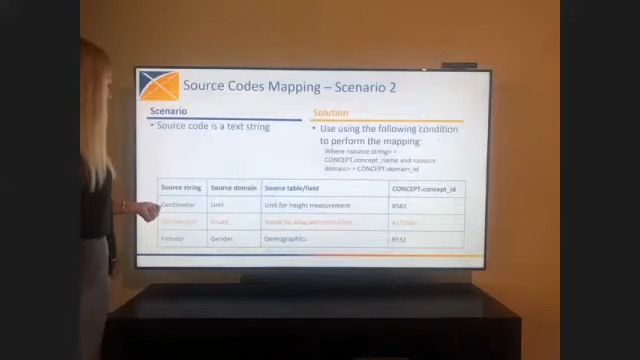 Source Codes Mapping – Scenario 2
Scenario
• Source code is a text string
Solution
• Use using the following condition
to perform the mapping:
Where <source string> =
CONCEPT.concept_name and <source
domain> = CONCEPT.domain_id
Source string Source domain Source table/field CONCEPT.concept_id
Centimeter Unit Unit for height measurement 8582
Route
Female Gender Demographics 8532